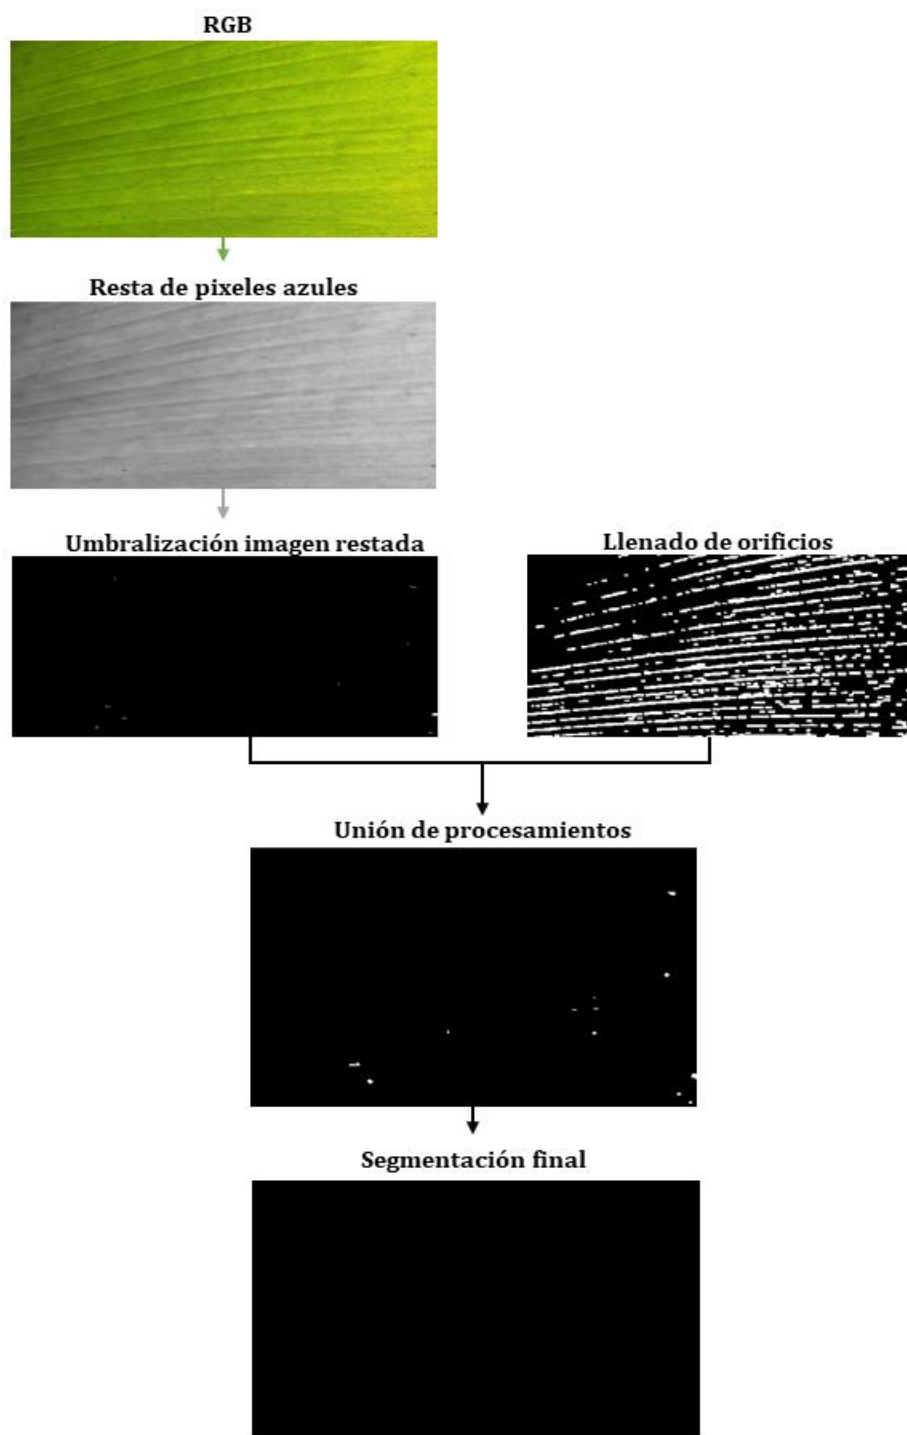 RGB
Resta de pixeles azules
Umbralización imagen restada
Llenado de orificios
Unión de procesamientos
Segmentación final